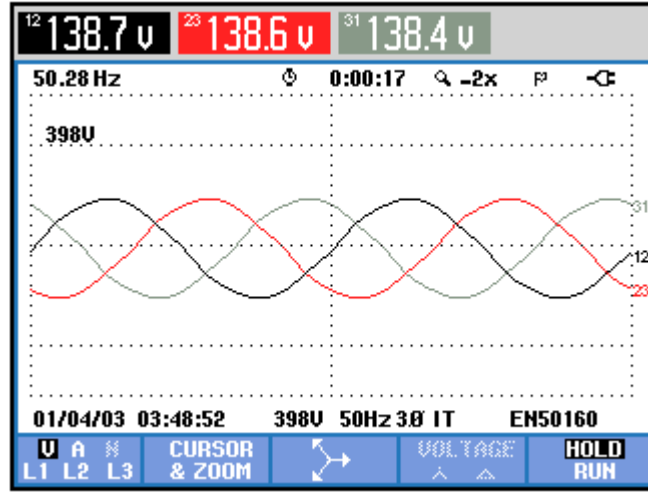 12 138.7 V 23 138.6 V 31 138.4 V
50.28 Hz 0:00:17 -2x
398V
31
12
23
01/04/03 03:48:52 398V 50Hz 3Ø IT EN50160
V A N CURSOR VOLTAGE HOLD
L1 L2 L3 & ZOOM RUN